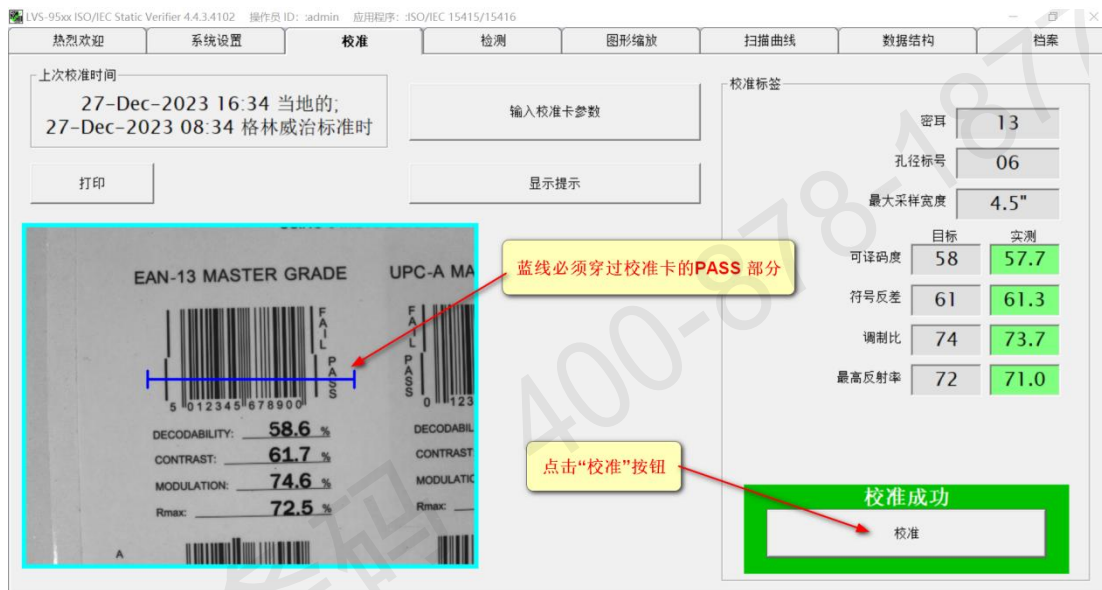 LVS-95xx ISO/IEC Static Verifier 4.4.3.4102 操作员 ID: :admin 应用程序: :ISO/IEC 15415/15416
热烈欢迎 系统设置 校准 检测 图形缩放 扫描曲线 数据结构 档案
上次校准时间
27-Dec-2023 16:34 当地的;
27-Dec-2023 08:34 格林威治标准时
打印
输入校准卡参数
显示提示
EAN-13 MASTER GRADE UPC-A MA
FAIL
PASS
FAIL
PASS
5 012345 678900
0 123
DECODABILITY: 58.6 %
CONTRAST: 61.7 %
MODULATION: 74.6 %
Rmax: 72.5 %
DECODABIL
CONTRAST
MODULATIO
Rmax:
A
蓝线必须穿过校准卡的PASS 部分
点击“校准”按钮
校准标签
密耳 13
孔径标号 06
最大采样宽度 4.5"
目标 实测
可译码度 58 57.7
符号反差 61 61.3
调制比 74 73.7
最高反射率 72 71.0
校准成功
校准
条码 400-878-187